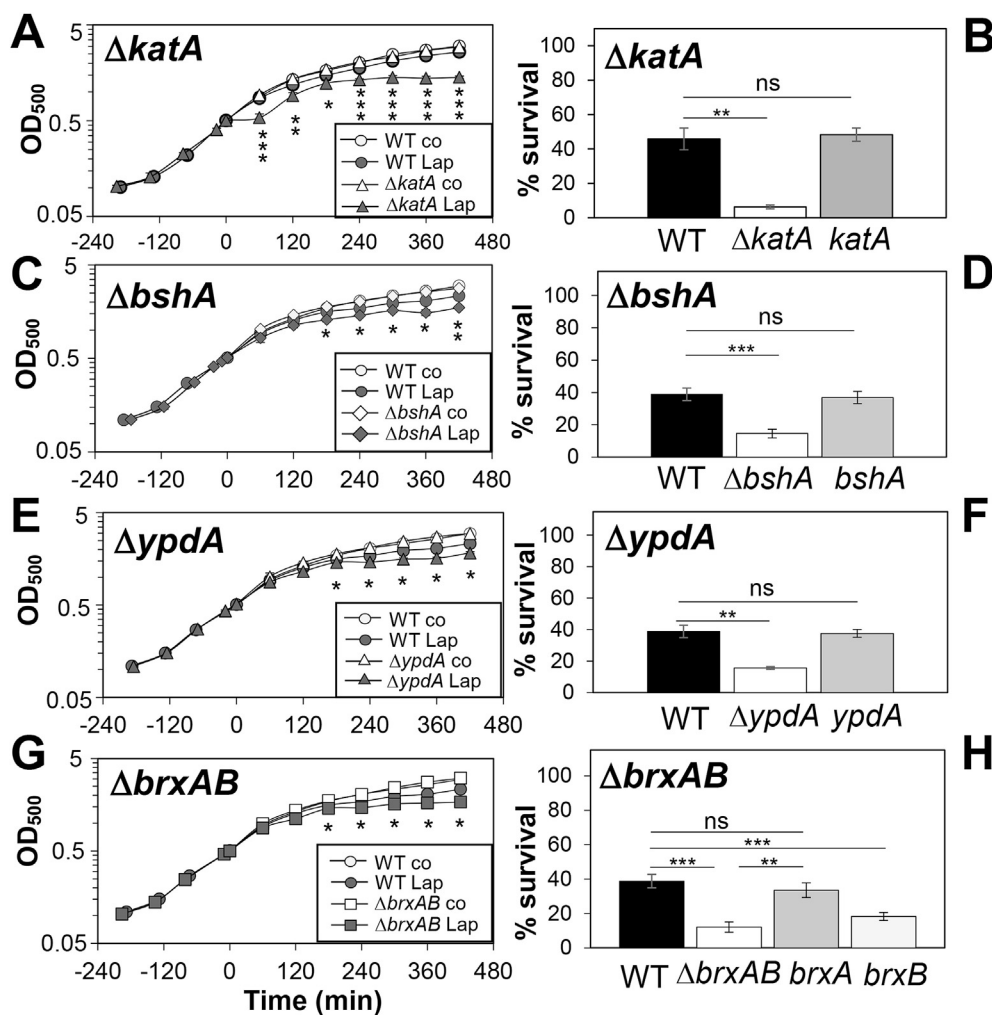 A
ΔkatA
OD500
5
0.5
0.05
-240 -120 0 120 240 360 480
*** ** * *** *** *** ***
WT co
WT Lap
ΔkatA co
ΔkatA Lap
B
ΔkatA
% survival
100
80
60
40
20
0
ns
**
WT ΔkatA katA
C
ΔbshA
OD500
5
0.5
0.05
-240 -120 0 120 240 360 480
* * * * **
WT co
WT Lap
ΔbshA co
ΔbshA Lap
D
ΔbshA
% survival
100
80
60
40
20
0
ns
***
WT ΔbshA bshA
E
ΔypdA
OD500
5
0.5
0.05
-240 -120 0 120 240 360 480
* * * * *
WT co
WT Lap
ΔypdA co
ΔypdA Lap
F
ΔypdA
% survival
100
80
60
40
20
0
ns
**
WT ΔypdA ypdA
G
ΔbrxAB
OD500
5
0.5
0.05
-240 -120 0 120 240 360 480
* * * * *
WT co
WT Lap
ΔbrxAB co
ΔbrxAB Lap
Time (min)
H
ΔbrxAB
% survival
100
80
60
40
20
0
ns
***
*** **
WT ΔbrxAB brxA brxB